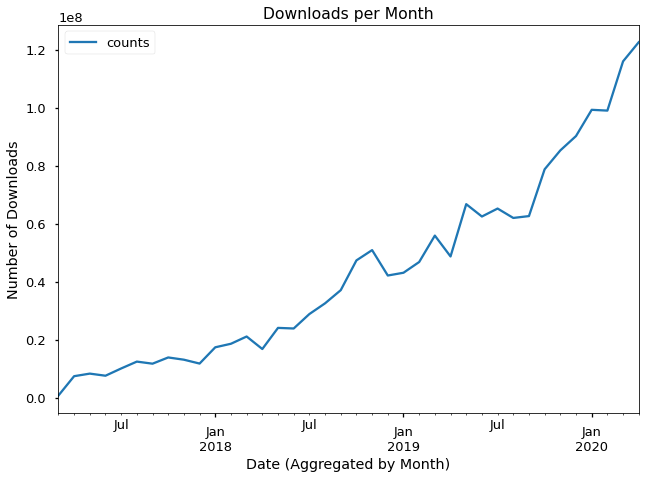 Downloads per Month
1e8
counts
1.2
1.0
0.8
0.6
0.4
0.2
0.0
Number of Downloads
Jul Jan Jul Jan Jul Jan
2018 2019 2020
Date (Aggregated by Month)